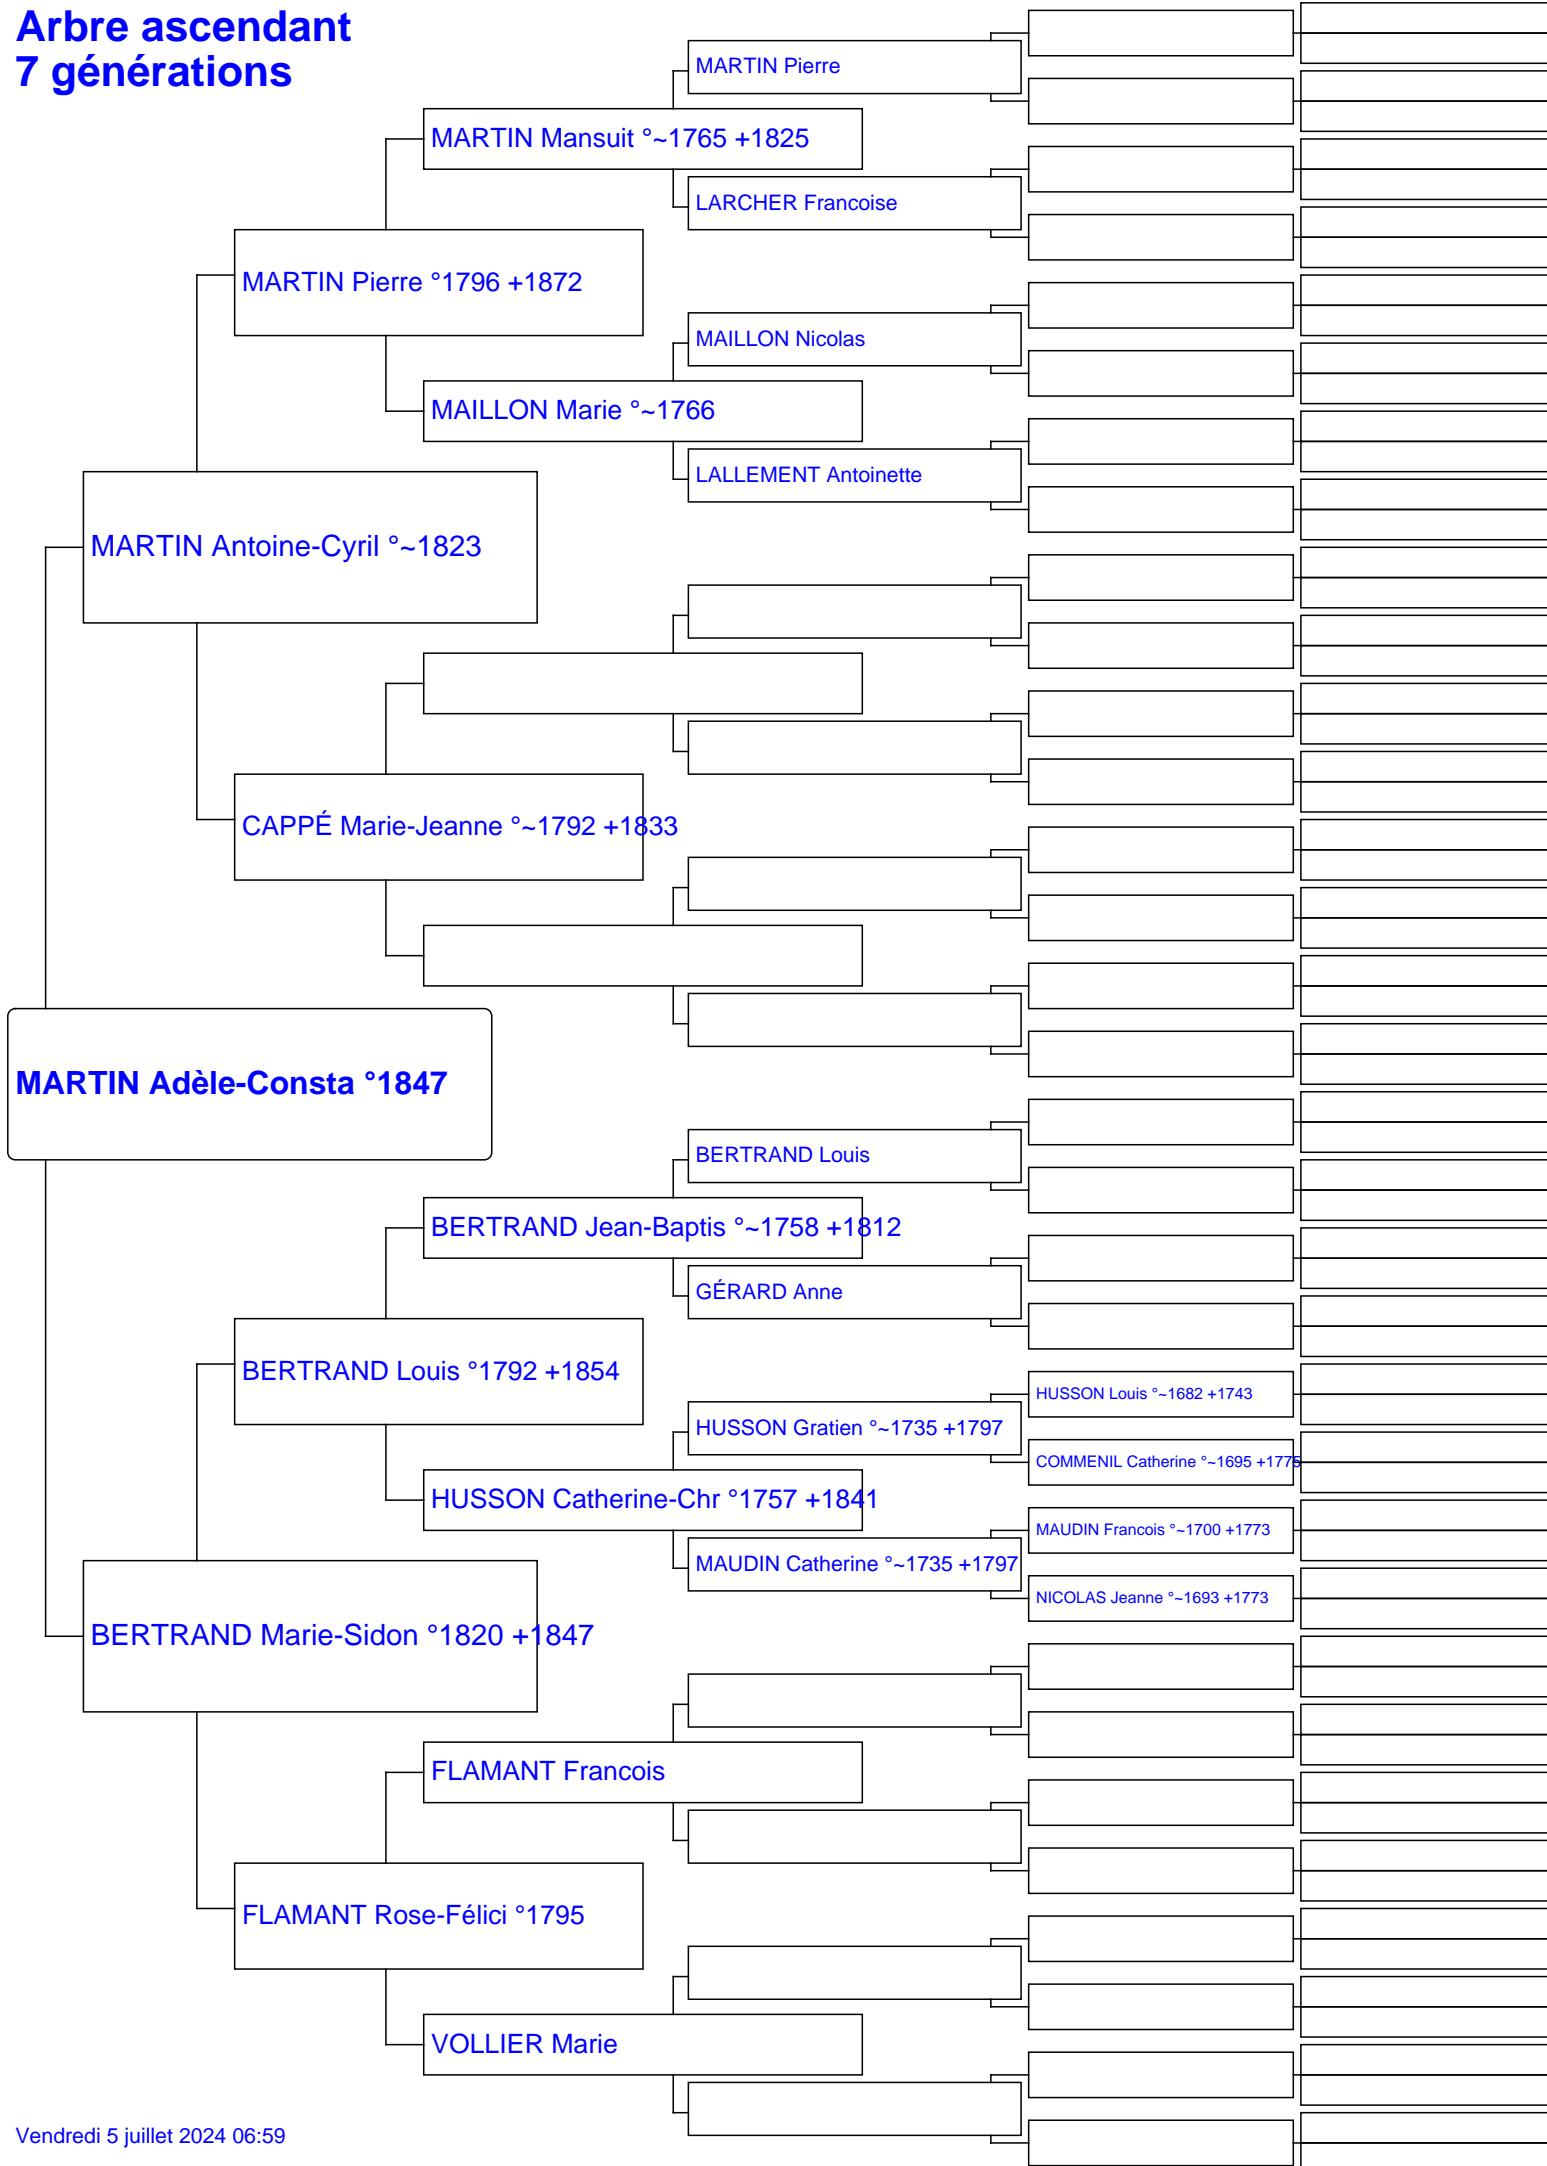 Arbre ascendant
7 générations
MARTIN Pierre
MARTIN Mansuit °~1765 +1825
LARCHER Francoise
MARTIN Pierre °1796 +1872
MAILLON Nicolas
MAILLON Marie °~1766
LALLEMENT Antoinette
MARTIN Antoine-Cyril °~1823
CAPPÉ Marie-Jeanne °~1792 +1833
MARTIN Adèle-Consta °1847
BERTRAND Louis
BERTRAND Jean-Baptis °~1758 +1812
GÉRARD Anne
BERTRAND Louis °1792 +1854
HUSSON Louis °~1682 +1743
HUSSON Gratien °~1735 +1797
COMMENIL Catherine °~1695 +1775
HUSSON Catherine-Chr °1757 +1841
MAUDIN Francois °~1700 +1773
MAUDIN Catherine °~1735 +1797
NICOLAS Jeanne °~1693 +1773
BERTRAND Marie-Sidon °1820 +1847
FLAMANT Francois
FLAMANT Rose-Félici °1795
VOLLIER Marie
Vendredi 5 juillet 2024 06:59